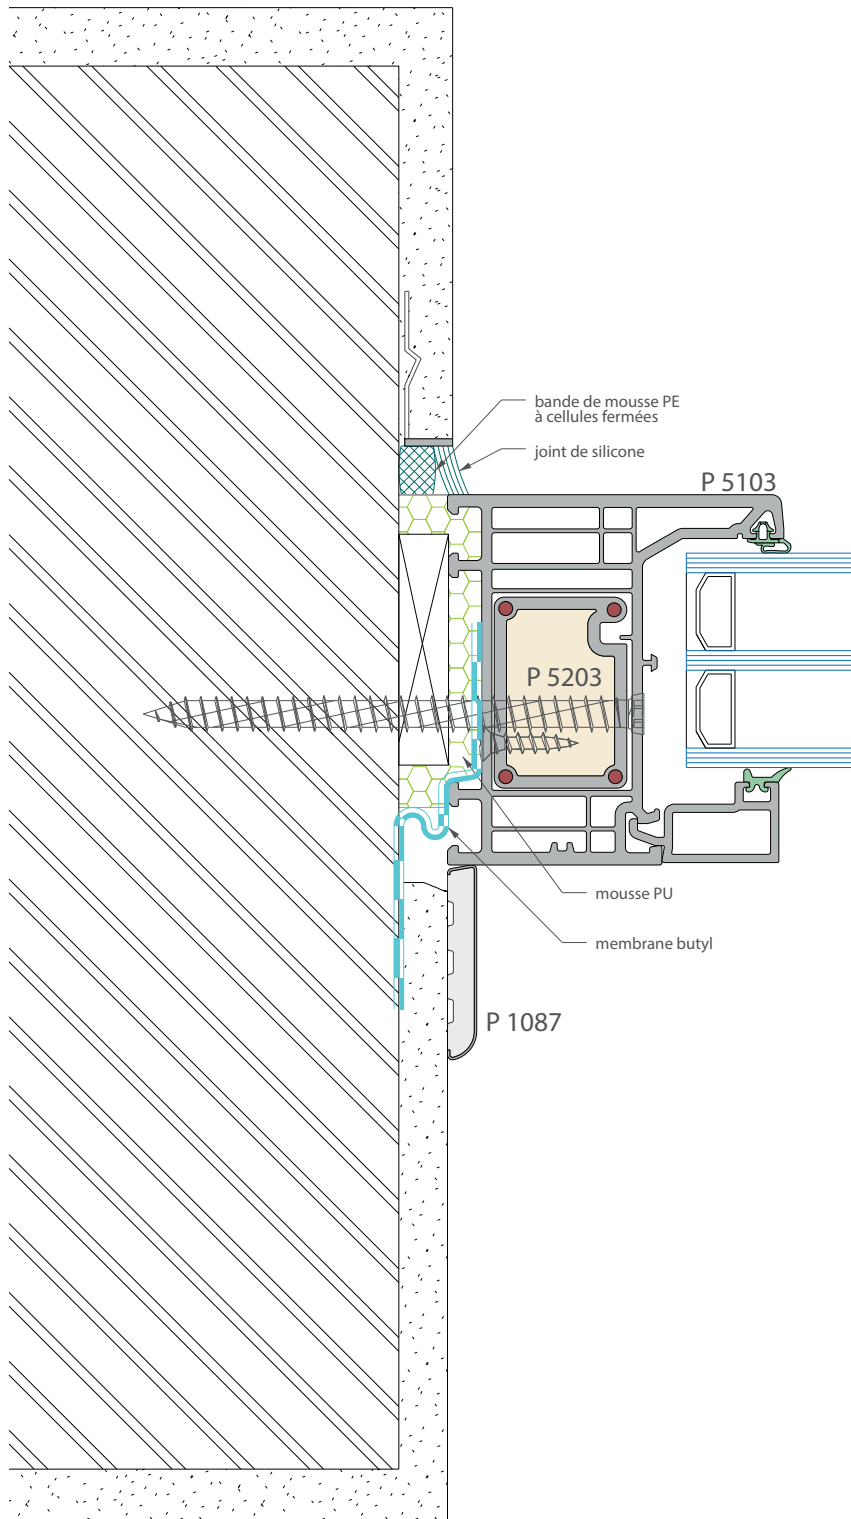 bande de mousse PE
à cellules fermées
joint de silicone
P 5103
P 5203
mousse PU
membrane butyl
P 1087